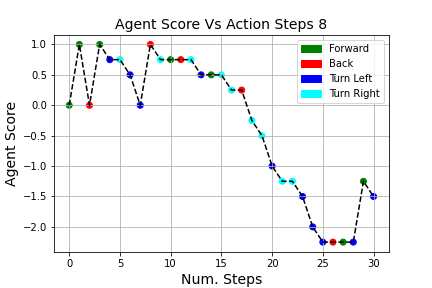 Agent Score Vs Action Steps 8
Agent Score
1.0
0.5
0.0
−0.5
−1.0
−1.5
−2.0
Forward
Back
Turn Left
Turn Right
0 5 10 15 20 25 30
Num. Steps